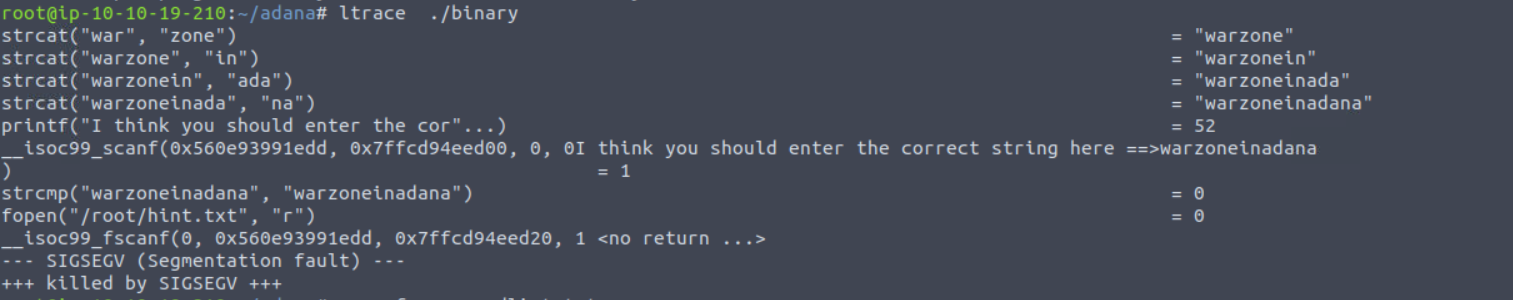 root@ip-10-10-19-210:~/adana# ltrace  ./binary
strcat("war", "zone") = "warzone"
strcat("warzone", "in") = "warzonein"
strcat("warzonein", "ada") = "warzoneinada"
strcat("warzoneinada", "na") = "warzoneinadana"
printf("I think you should enter the cor"...) = 52
__isoc99_scanf(0x560e93991edd, 0x7ffcd94eed00, 0, 0I think you should enter the correct string here ==>warzoneinadana
) = 1
strcmp("warzoneinadana", "warzoneinadana") = 0
fopen("/root/hint.txt", "r") = 0
__isoc99_fscanf(0, 0x560e93991edd, 0x7ffcd94eed20, 1 <no return ...>
--- SIGSEGV (Segmentation fault) ---
+++ killed by SIGSEGV +++